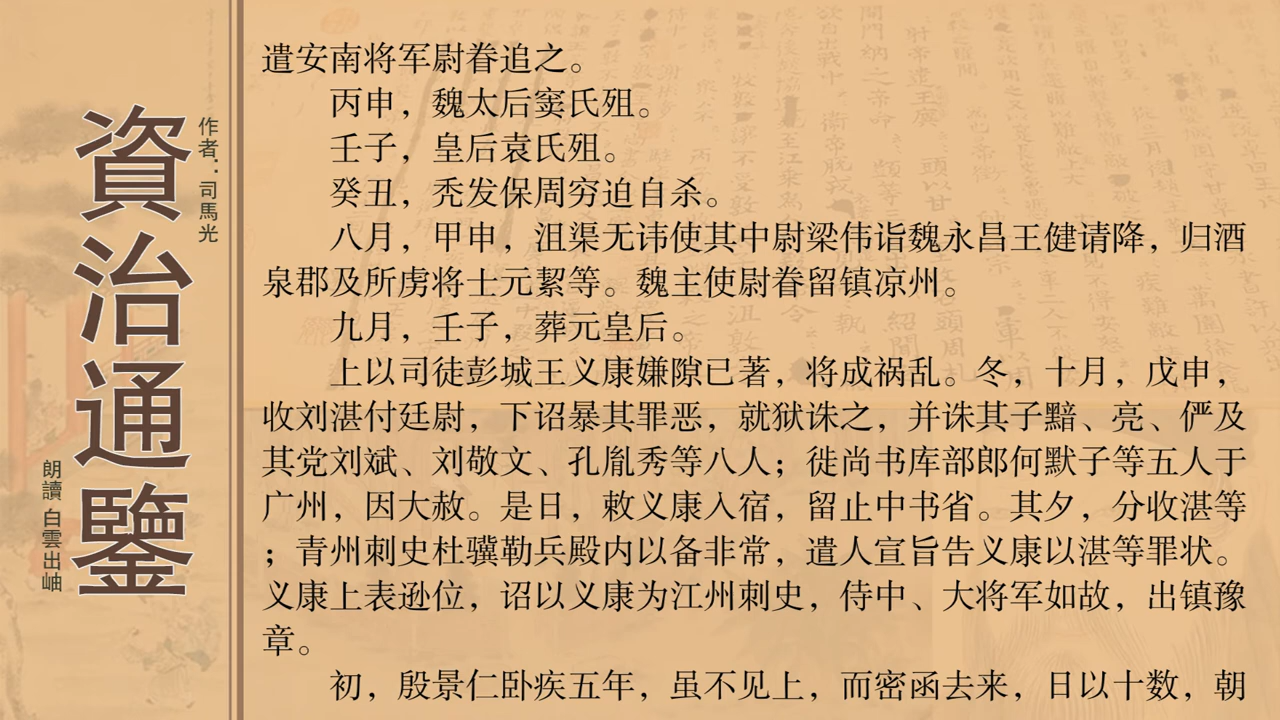 資治通鑒
作者：司馬光
朗讀 白雲出岫
遣安南将军尉眷追之。
丙申，魏太后窦氏殂。
壬子，皇后袁氏殂。
癸丑，秃发保周穷迫自杀。
八月，甲申，沮渠无讳使其中尉梁伟诣魏永昌王健请降，归酒
泉郡及所虏将士元絜等。魏主使尉眷留镇凉州。
九月，壬子，葬元皇后。
上以司徒彭城王义康嫌隙已著，将成祸乱。冬，十月，戊申，
收刘湛付廷尉，下诏暴其罪恶，就狱诛之，并诛其子黯、亮、俨及
其党刘斌、刘敬文、孔胤秀等八人；徙尚书库部郎何默子等五人于
广州，因大赦。是日，敕义康入宿，留止中书省。其夕，分收湛等
；青州刺史杜骥勒兵殿内以备非常，遣人宣旨告义康以湛等罪状。
义康上表逊位，诏以义康为江州刺史，侍中、大将军如故，出镇豫
章。
初，殷景仁卧疾五年，虽不见上，而密函去来，日以十数，朝